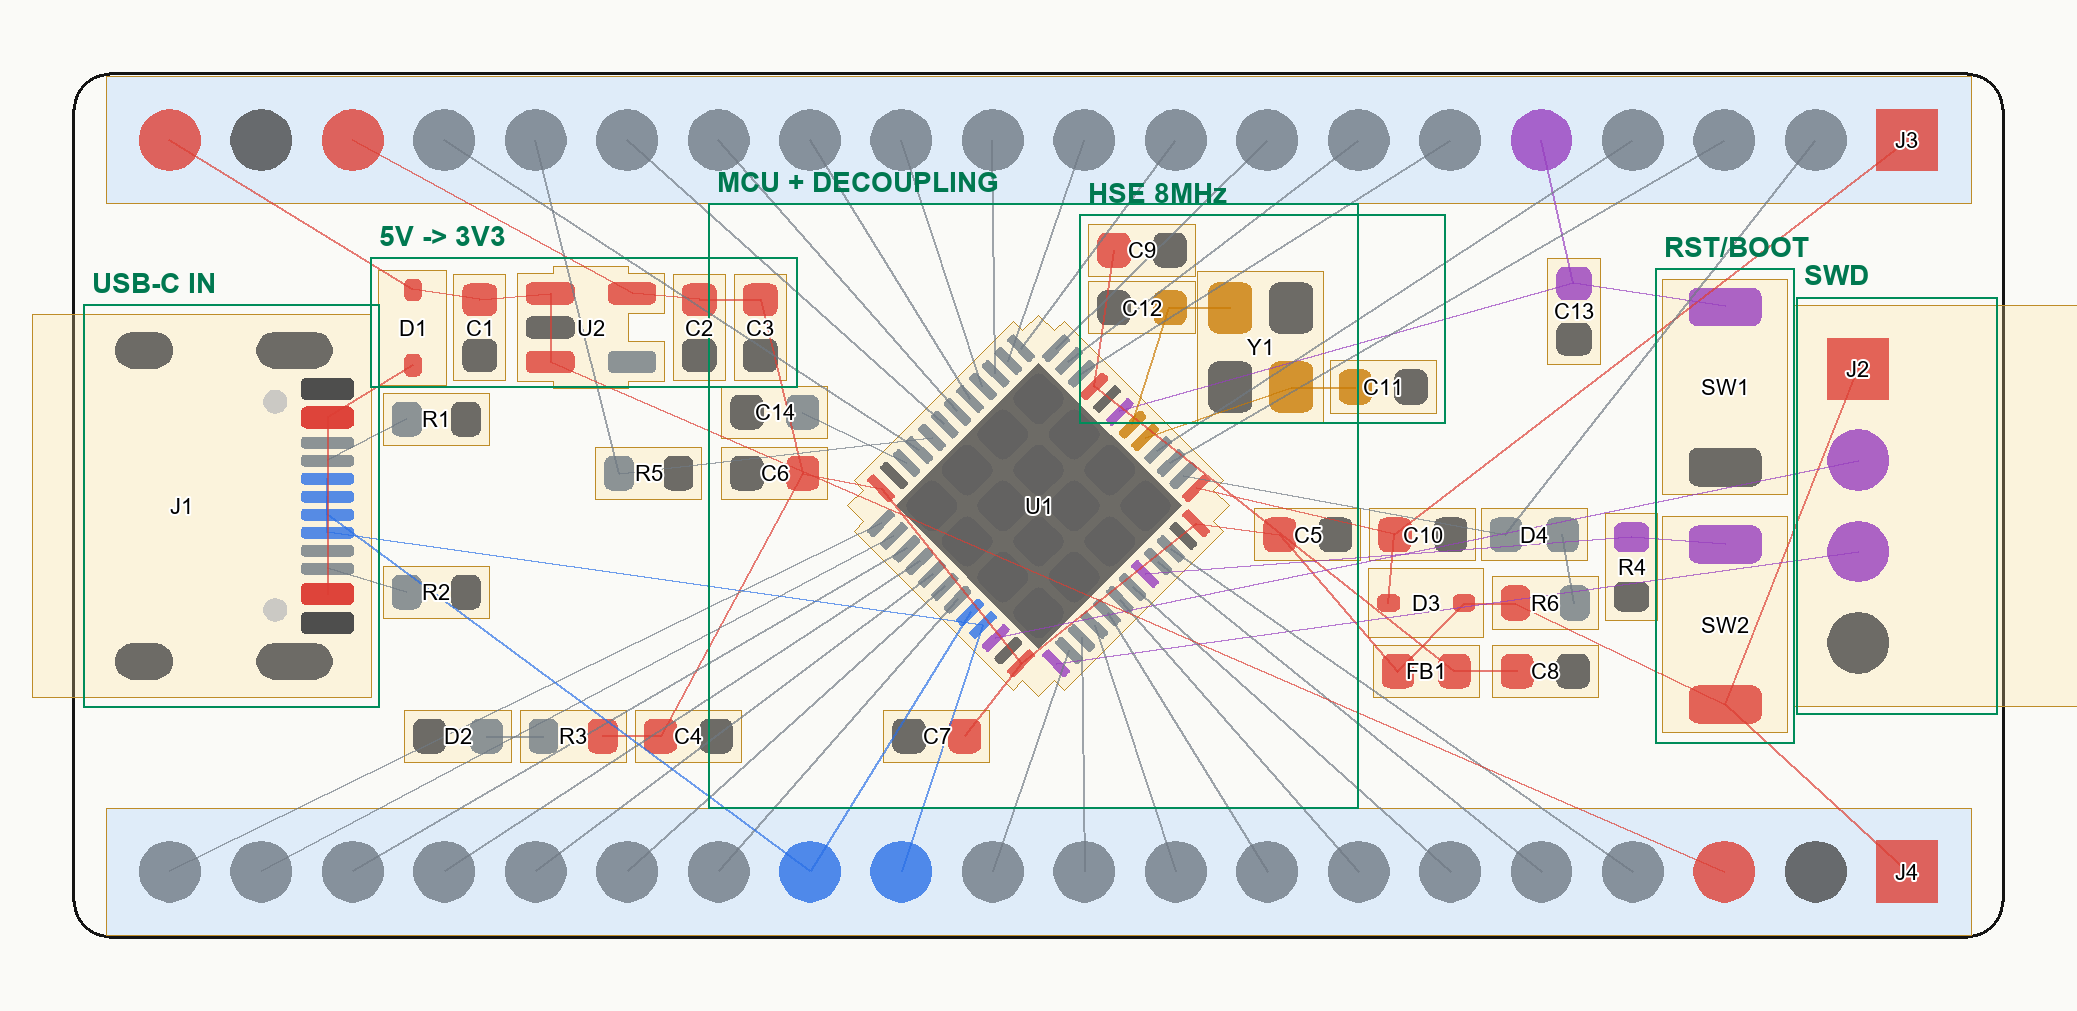 J3
MCU + DECOUPLING
HSE 8MHz
5V -> 3V3
RST/BOOT
SWD
USB-C IN
C9
C12
C13
D1
C1
U2
C2
C3
Y1
J2
SW1
C11
C14
R1
R5
C6
J1
U1
C5
C10
D4
R4
R2
D3
R6
SW2
FB1
C8
D2
R3
C4
C7
J4